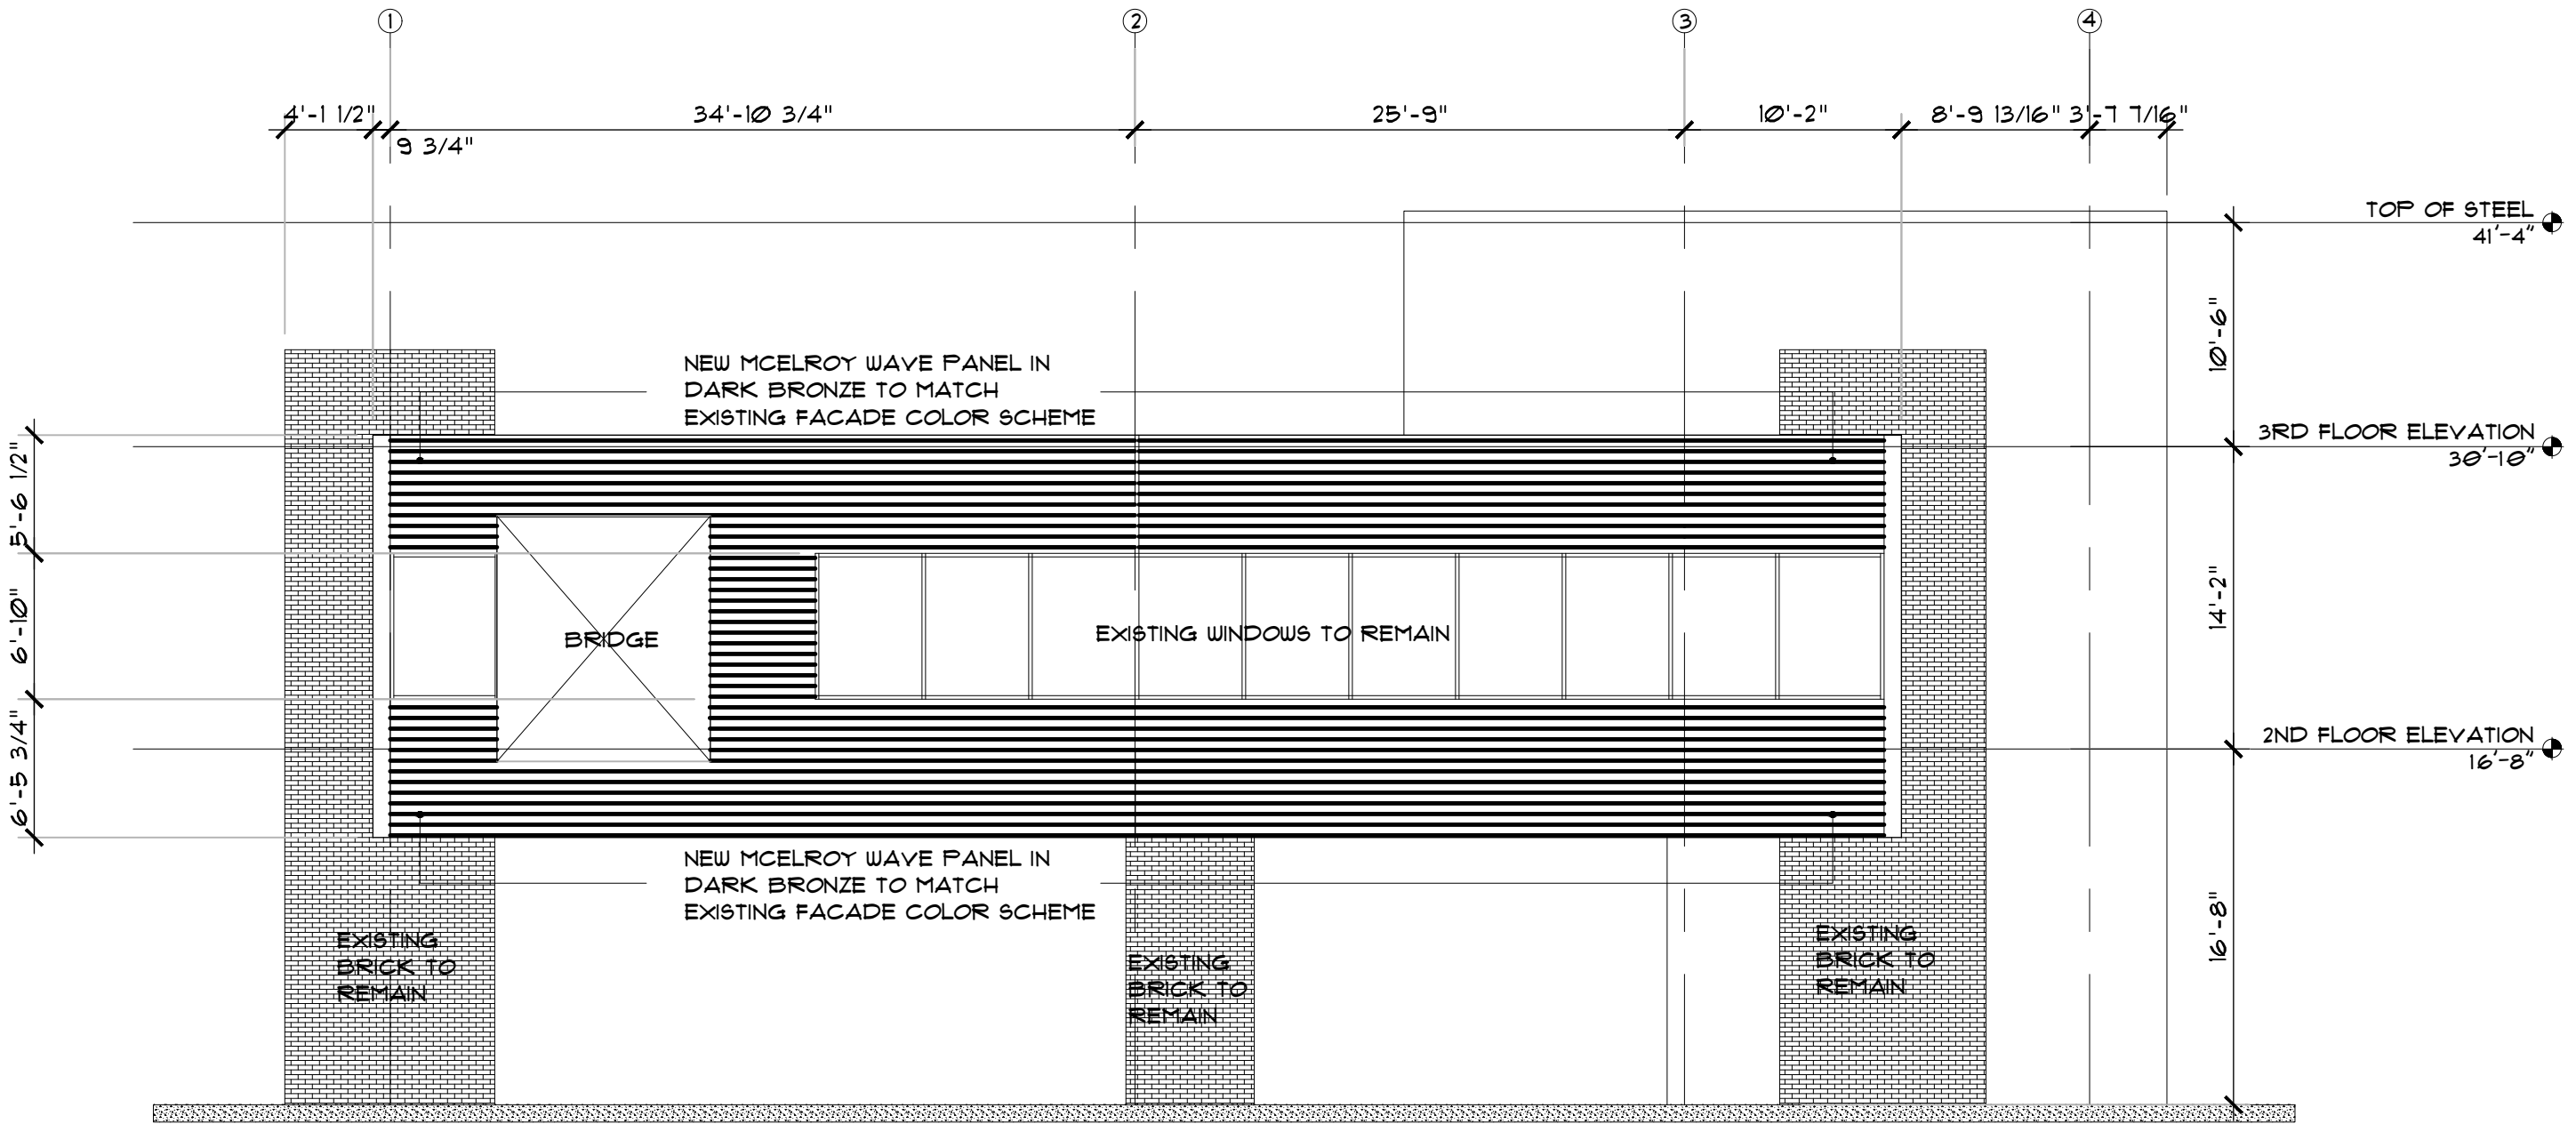 1
2
3
4
4'-1 1/2"
34'-10 3/4"
25'-9"
10'-2"
8'-9 13/16"
3'-7 7/16"
9 3/4"
TOP OF STEEL
41'-4"
10'-6"
NEW MCELROY WAVE PANEL IN
DARK BRONZE TO MATCH
EXISTING FACADE COLOR SCHEME
3RD FLOOR ELEVATION
30'-10"
5'-6 1/2"
6'-10"
6'-5 3/4"
BRIDGE
EXISTING WINDOWS TO REMAIN
14'-2"
2ND FLOOR ELEVATION
16'-8"
NEW MCELROY WAVE PANEL IN
DARK BRONZE TO MATCH
EXISTING FACADE COLOR SCHEME
16'-8"
EXISTING
BRICK TO
REMAIN
EXISTING
BRICK TO
REMAIN
EXISTING
BRICK TO
REMAIN